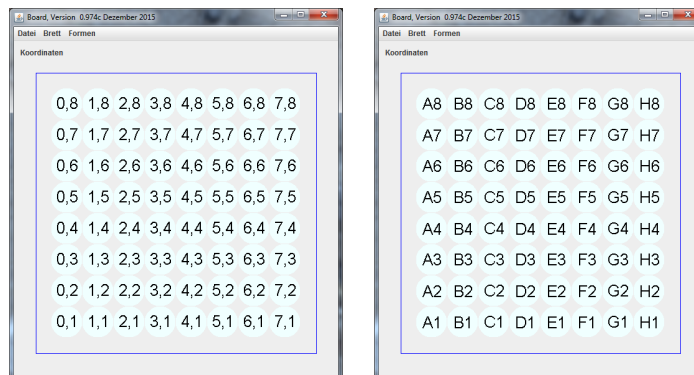 Board, Version 0.974c Dezember 2015
Datei Brett Formen
Koordinaten
0,8 1,8 2,8 3,8 4,8 5,8 6,8 7,8
0,7 1,7 2,7 3,7 4,7 5,7 6,7 7,7
0,6 1,6 2,6 3,6 4,6 5,6 6,6 7,6
0,5 1,5 2,5 3,5 4,5 5,5 6,5 7,5
0,4 1,4 2,4 3,4 4,4 5,4 6,4 7,4
0,3 1,3 2,3 3,3 4,3 5,3 6,3 7,3
0,2 1,2 2,2 3,2 4,2 5,2 6,2 7,2
0,1 1,1 2,1 3,1 4,1 5,1 6,1 7,1
Board, Version 0.974c Dezember 2015
Datei Brett Formen
Koordinaten
A8 B8 C8 D8 E8 F8 G8 H8
A7 B7 C7 D7 E7 F7 G7 H7
A6 B6 C6 D6 E6 F6 G6 H6
A5 B5 C5 D5 E5 F5 G5 H5
A4 B4 C4 D4 E4 F4 G4 H4
A3 B3 C3 D3 E3 F3 G3 H3
A2 B2 C2 D2 E2 F2 G2 H2
A1 B1 C1 D1 E1 F1 G1 H1